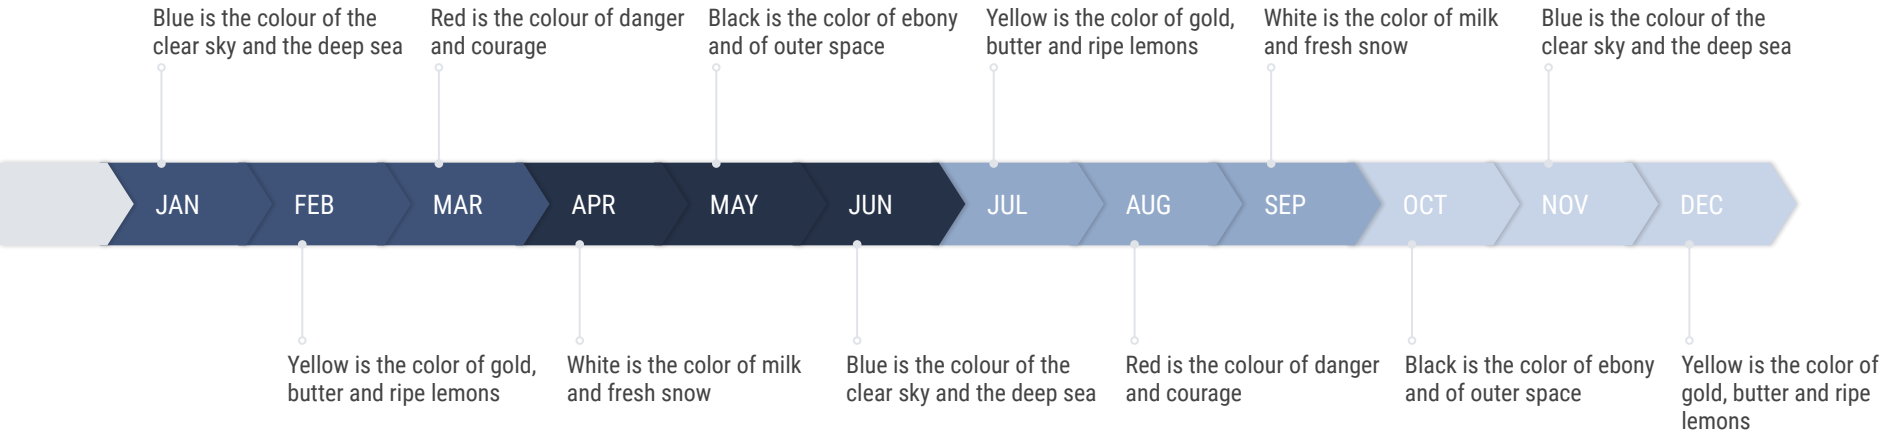 Blue is the colour of the
clear sky and the deep sea
Red is the colour of danger
and courage
Black is the color of ebony
and of outer space
Yellow is the color of gold,
butter and ripe lemons
White is the color of milk
and fresh snow
Blue is the colour of the
clear sky and the deep sea
JAN
FEB
MAR
APR
MAY
JUN
JUL
AUG
SEP
OCT
NOV
DEC
Yellow is the color of gold,
butter and ripe lemons
White is the color of milk
and fresh snow
Blue is the colour of the
clear sky and the deep sea
Red is the colour of danger
and courage
Black is the color of ebony
and of outer space
Yellow is the color of
gold, butter and ripe
lemons